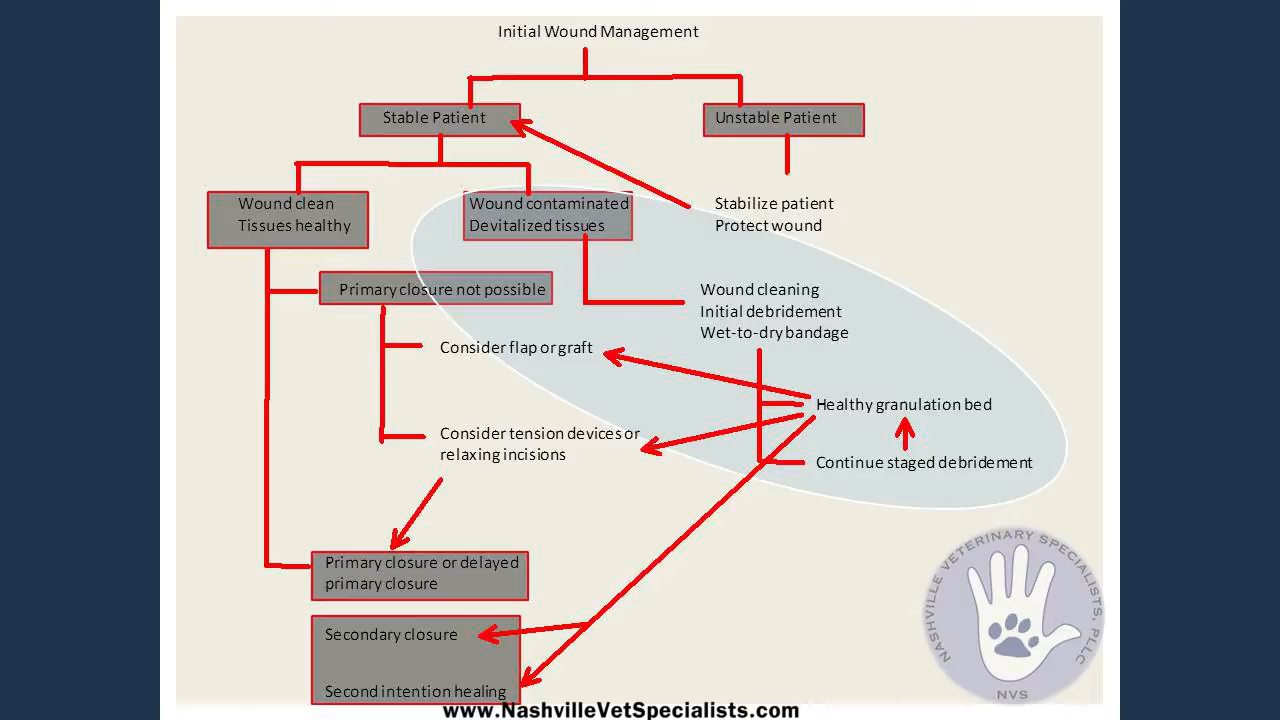 Initial Wound Management
Stable Patient
Unstable Patient
Wound clean
Tissues healthy
Wound contaminated
Devitalized tissues
Stabilize patient
Protect wound
Primary closure not possible
Wound cleaning
Initial debridement
Wet-to-dry bandage
Consider flap or graft
Healthy granulation bed
Consider tension devices or
relaxing incisions
Continue staged debridement
Primary closure or delayed
primary closure
Secondary closure
Second intention healing
NASHVILLE VETERINARY SPECIALISTS, PLLC
NVS
www.NashvilleVetSpecialists.com